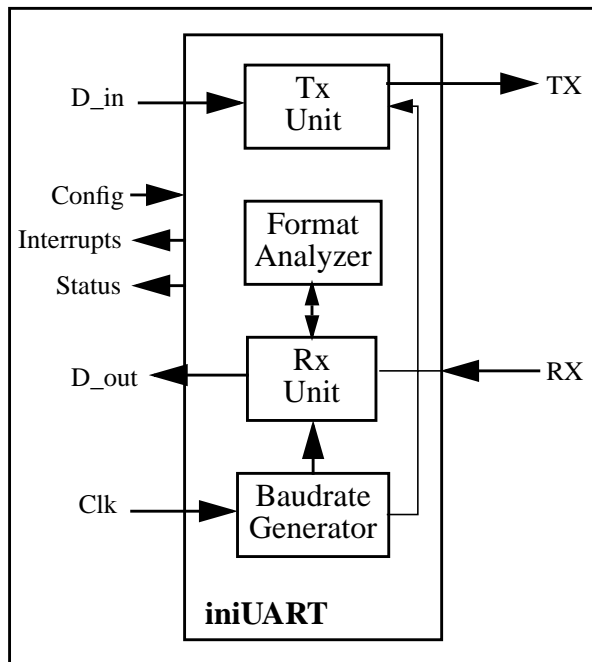 Tx
Unit
D_in
TX
Config
Interrupts
Status
Format
Analyzer
Rx
Unit
D_out
RX
Clk
Baudrate
Generator
iniUART